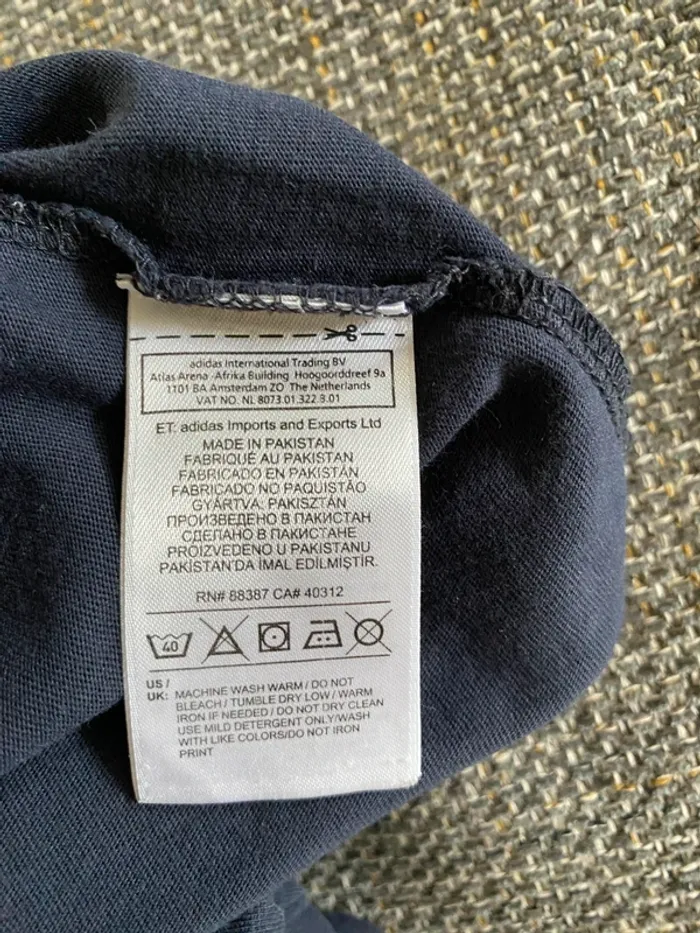 adidas International Trading BV
Atlas Arena Afrika Building Hoogoorddreef 9a
1101 BA Amsterdam ZO The Netherlands
VAT NO. NL 8073.01.322.B.01
ET: adidas Imports and Exports Ltd
MADE IN PAKISTAN
FABRIQUÉ AU PAKISTAN
FABRICADO EN PAKISTÁN
FABRICADO NO PAQUISTÃO
GYÁRTVA: PAKISZTÁN
ПРОИЗВЕДЕНО В ПАКИСТАН
СДЕЛАНО В ПАКИСТАНЕ
PROIZVEDENO U PAKISTANU
PAKİSTAN'DA İMAL EDİLMİŞTİR.
RN# 88387 CA# 40312
40
US /
UK: MACHINE WASH WARM / DO NOT
BLEACH / TUMBLE DRY LOW / WARM
IRON IF NEEDED / DO NOT DRY CLEAN
USE MILD DETERGENT ONLY/WASH
WITH LIKE COLORS/DO NOT IRON
PRINT